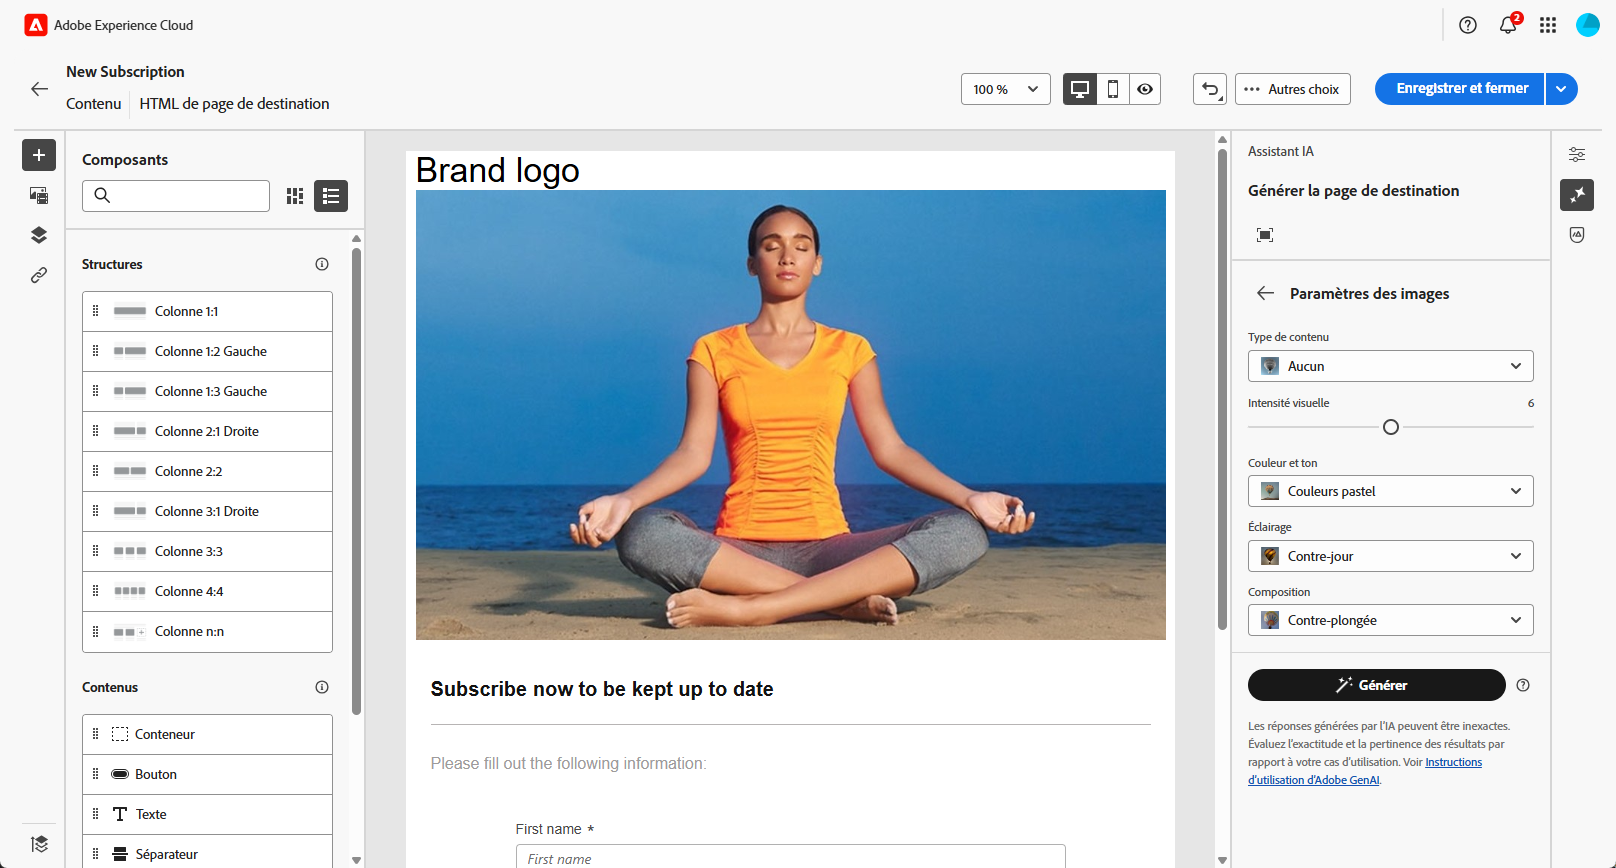 Adobe Experience Cloud
2
New Subscription
Contenu
HTML de page de destination
100 %
Autres choix
Enregistrer et fermer
Composants
Structures
Colonne 1:1
Colonne 1:2 Gauche
Colonne 1:3 Gauche
Colonne 2:1 Droite
Colonne 2:2
Colonne 3:1 Droite
Colonne 3:3
Colonne 4:4
Colonne n:n
Contenus
Conteneur
Bouton
Texte
Séparateur
Brand logo
Subscribe now to be kept up to date
Please fill out the following information:
First name *
First name
Assistant IA
Générer la page de destination
Paramètres des images
Type de contenu
Aucun
Intensité visuelle
6
Couleur et ton
Couleurs pastel
Éclairage
Contre-jour
Composition
Contre-plongée
Générer
Les réponses générées par l’IA peuvent être inexactes.
Évaluez l’exactitude et la pertinence des résultats par
rapport à votre cas d’utilisation. Voir Instructions
d’utilisation d’Adobe GenAI.